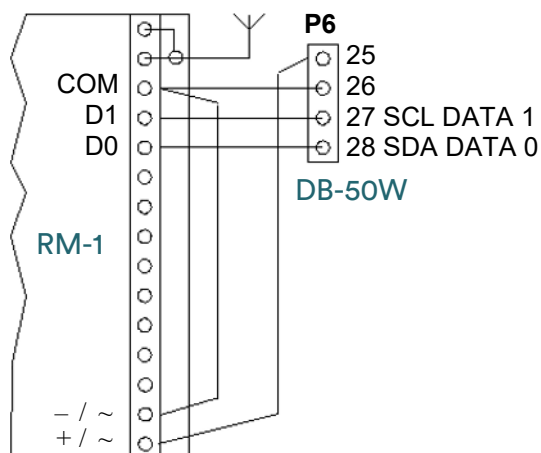 P6
25
COM 26
D1 27 SCL DATA 1
D0 28 SDA DATA 0
DB-50W
RM-1
– / ~
+ / ~